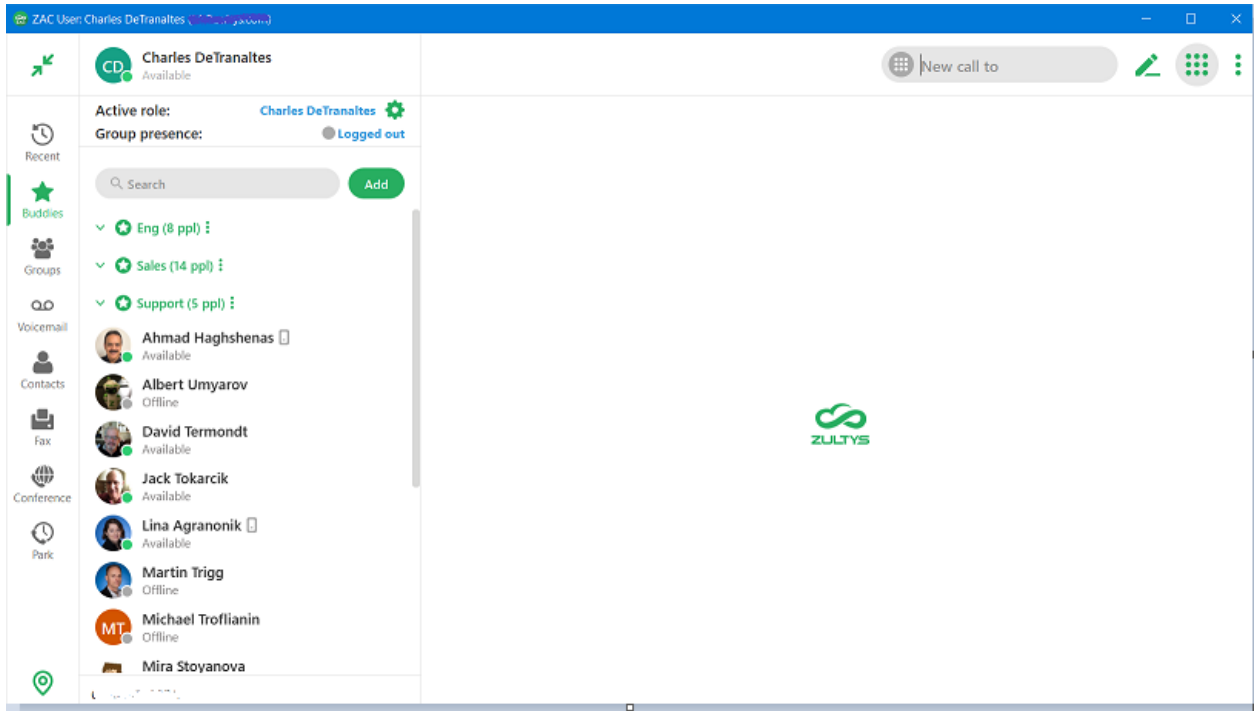 ZAC User: Charles DeTranaltes
CD
Charles DeTranaltes
Available
New call to
Active role: Charles DeTranaltes
Group presence: Logged out
Search
Add
Recent
Buddies
Groups
Voicemail
Contacts
Fax
Conference
Park
Eng (8 ppl)
Sales (14 ppl)
Support (5 ppl)
Ahmad Haghshenas
Available
Albert Umyarov
Offline
David Termondt
Available
Jack Tokarcik
Available
Lina Agranonik
Available
Martin Trigg
Offline
MT
Michael Troflianin
Offline
Mira Stoyanova
ZULTYS